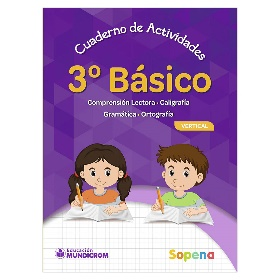 Cuaderno de Actividades
3º Básico
Comprensión Lectora • Caligrafía
Gramática • Ortografía
VERTICAL
Educación
MUNDICROM
Sopena